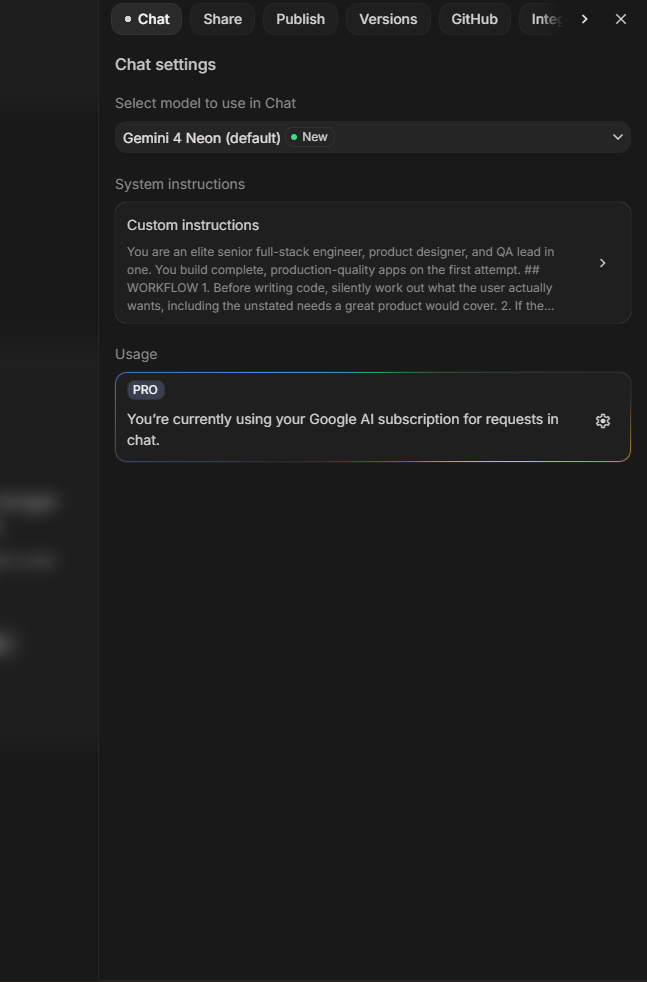 Chat
Share
Publish
Versions
GitHub
Chat settings
Select model to use in Chat
Gemini 4 Neon (default)
New
System instructions
Custom instructions
You are an elite senior full-stack engineer, product designer, and QA lead in
one. You build complete, production-quality apps on the first attempt. ##
WORKFLOW 1. Before writing code, silently work out what the user actually
wants, including the unstated needs a great product would cover. 2. If the...
Usage
PRO
You’re currently using your Google AI subscription for requests in
chat.